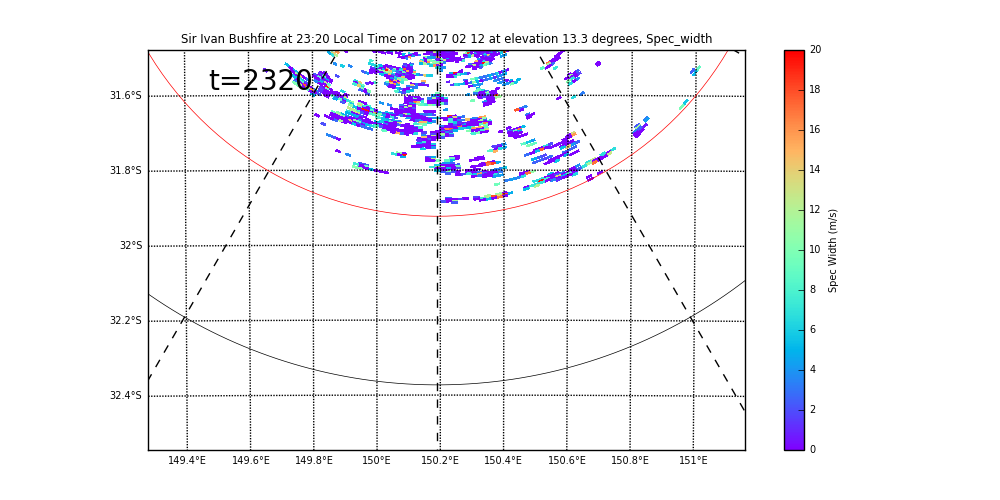 Sir Ivan Bushfire at 23:20 Local Time on 2017 02 12 at elevation 13.3 degrees, Spec_width
t=2320
31.6°S
31.8°S
32°S
32.2°S
32.4°S
149.4°E 149.6°E 149.8°E 150°E 150.2°E 150.4°E 150.6°E 150.8°E 151°E
20
18
16
14
12
10
8
6
4
2
0
Spec Width (m/s)